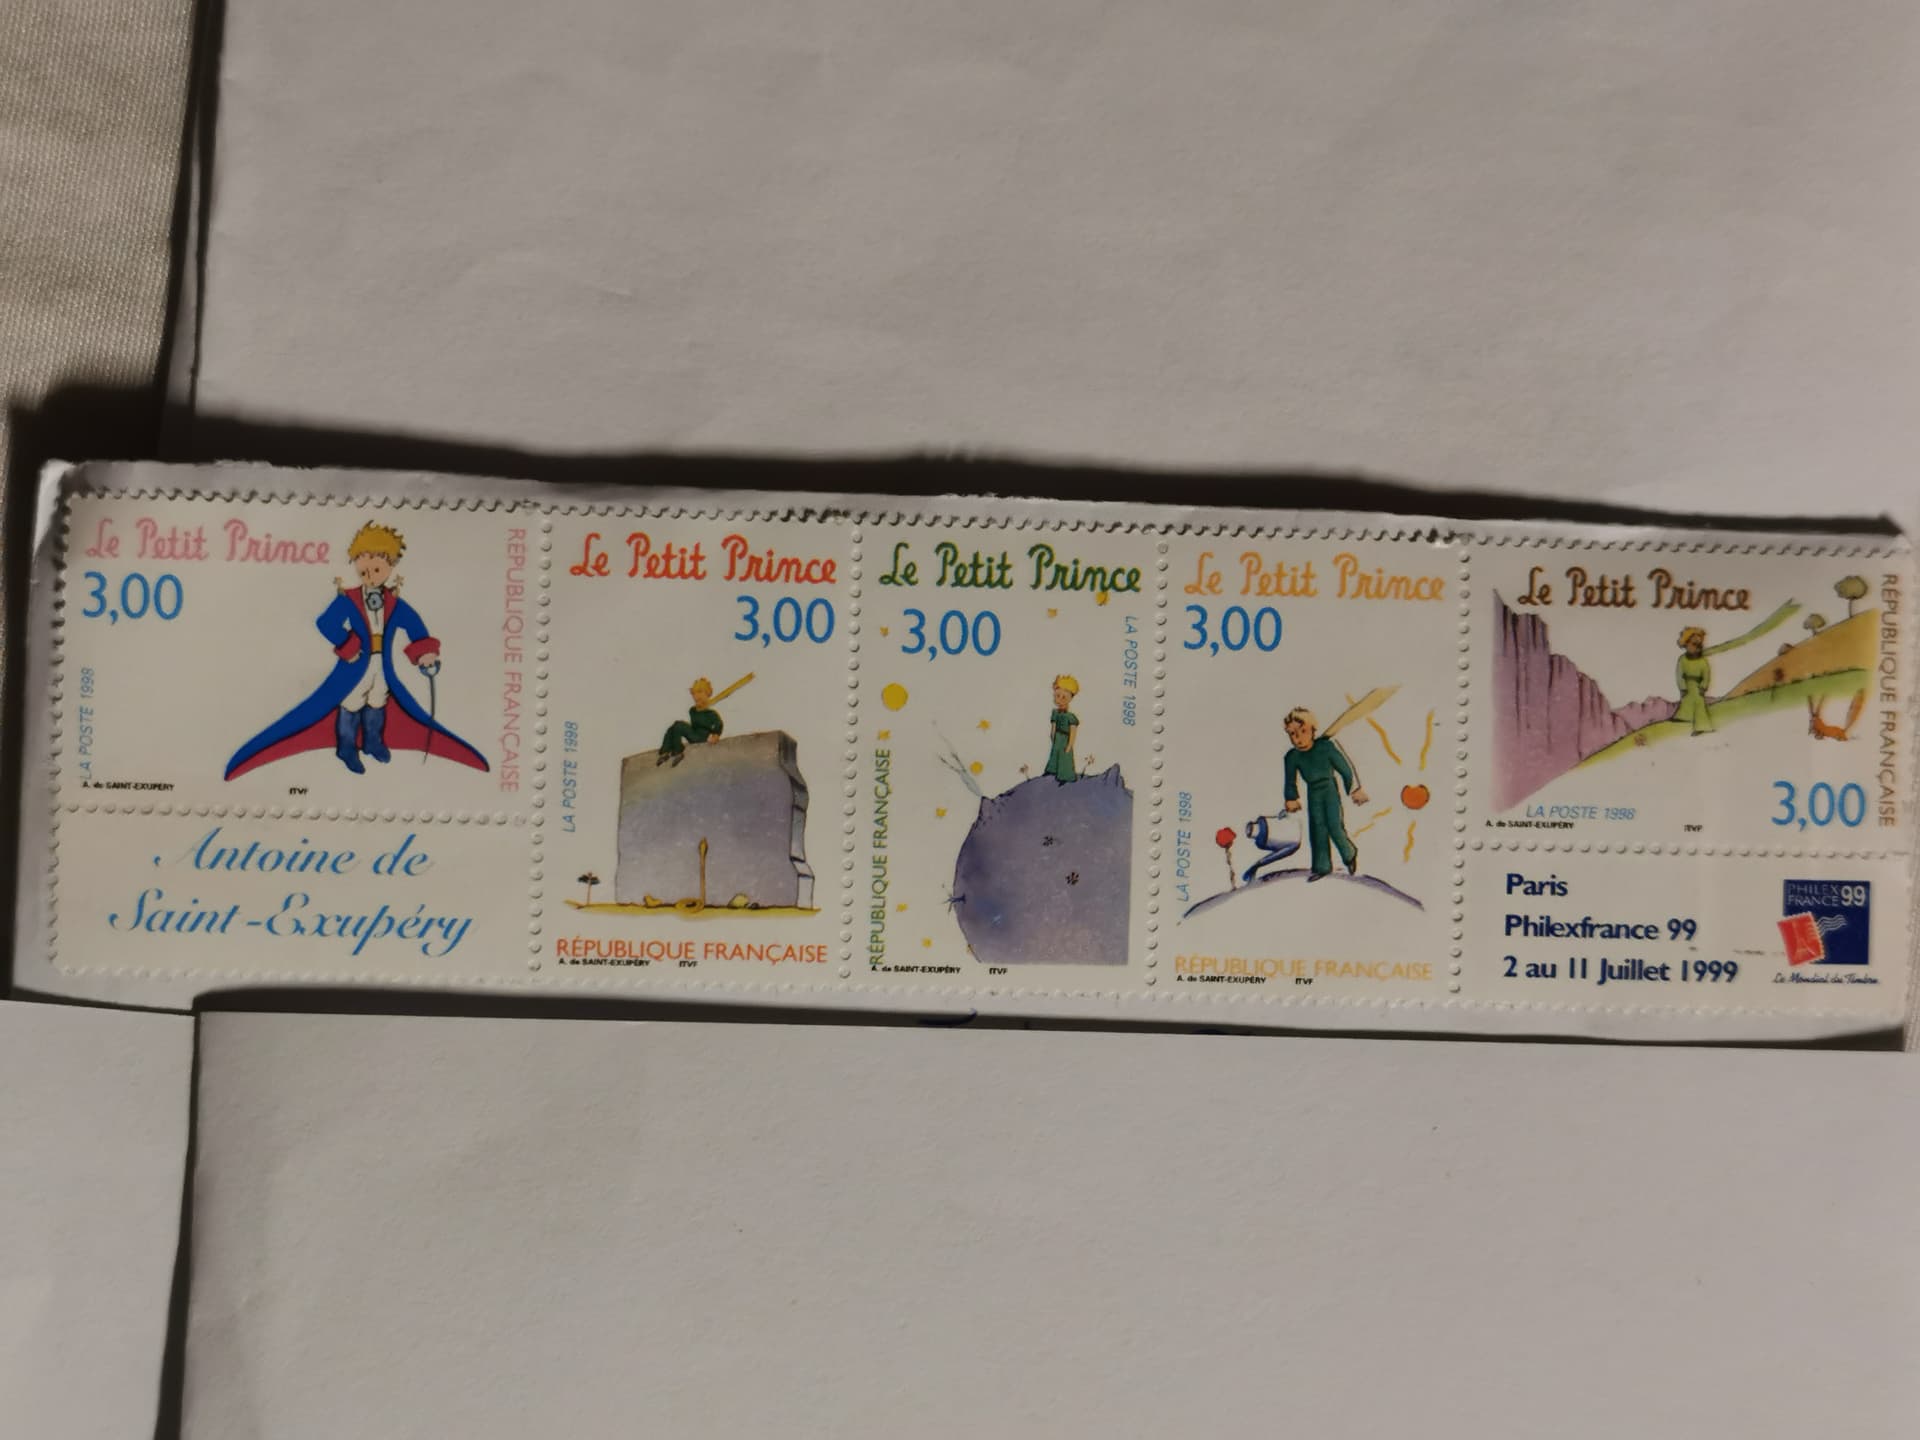 Le Petit Prince
3,00
RÉPUBLIQUE FRANÇAISE
LA POSTE 1998
A. de SAINT-EXUPÉRY
ITVF
Antoine de
Saint-Exupéry
Le Petit Prince
3,00
LA POSTE 1998
RÉPUBLIQUE FRANÇAISE
A. de SAINT-EXUPÉRY
ITVF
Le Petit Prince
3,00
LA POSTE 1998
RÉPUBLIQUE FRANÇAISE
A. de SAINT-EXUPÉRY
ITVF
Le Petit Prince
3,00
LA POSTE 1998
RÉPUBLIQUE FRANÇAISE
A. de SAINT-EXUPÉRY
ITVF
Le Petit Prince
RÉPUBLIQUE FRANÇAISE
3,00
LA POSTE 1998
A. de SAINT-EXUPÉRY
ITVF
Paris
Philexfrance 99
2 au 11 Juillet 1999
PHILEX
FRANCE 99
Le Mondial du Timbre